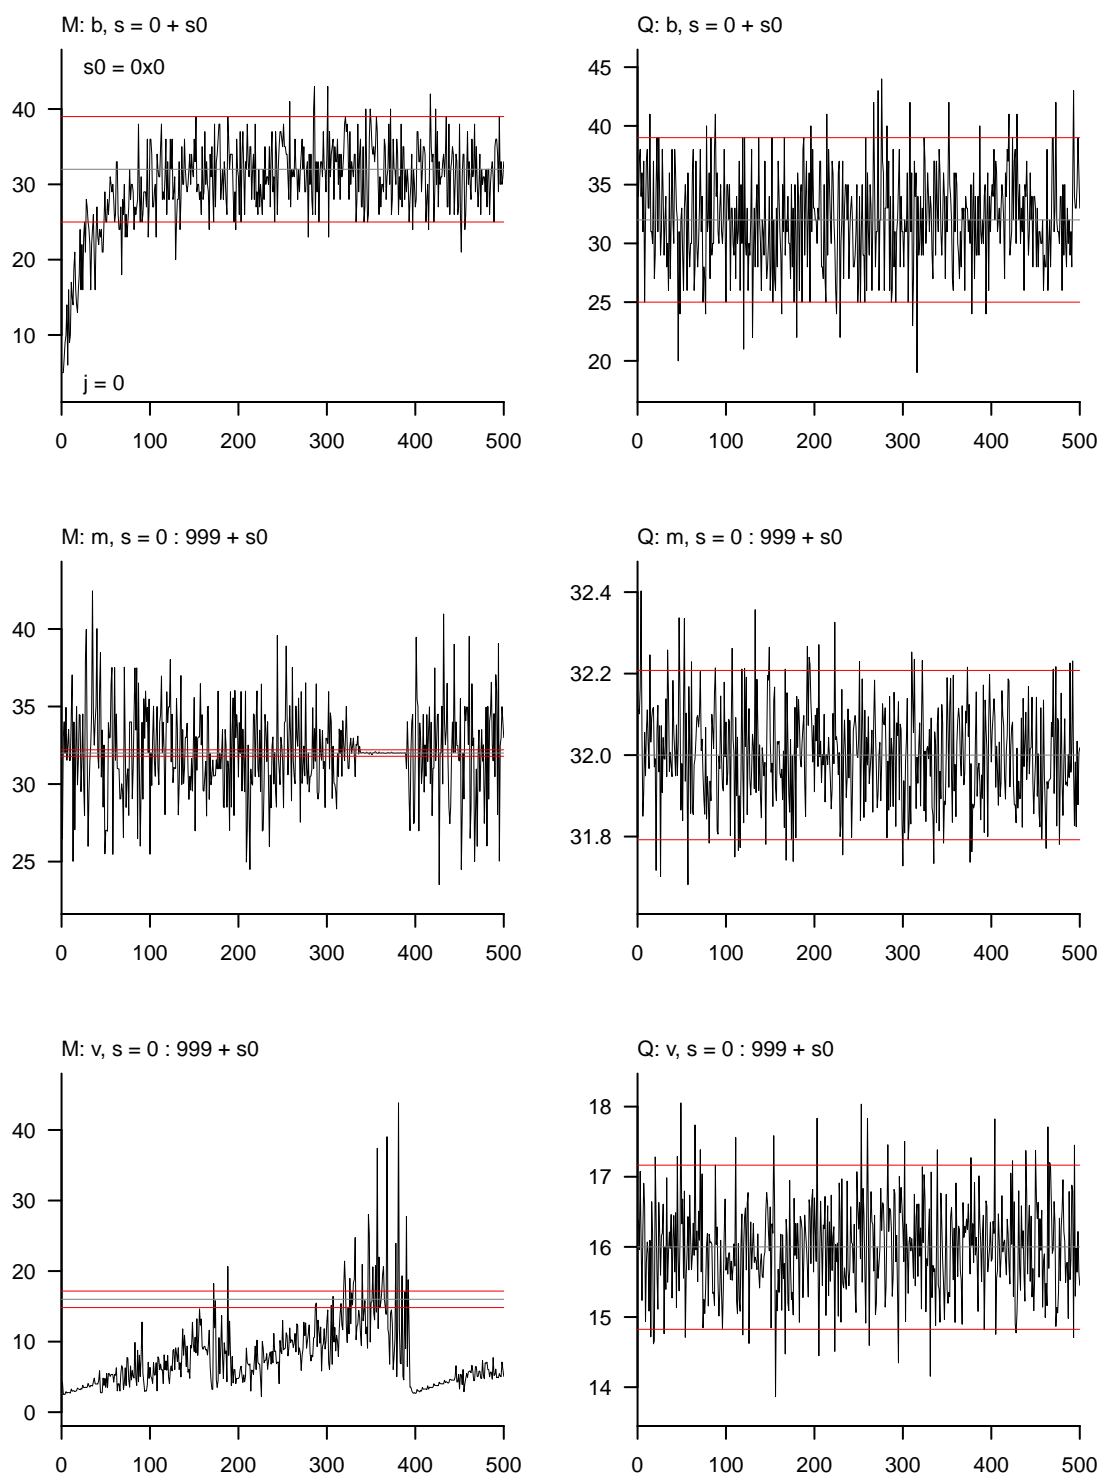 M: b, s = 0 + s0
s0 = 0x0
40
30
20
10
j = 0
0 100 200 300 400 500
Q: b, s = 0 + s0
45
40
35
30
25
20
0 100 200 300 400 500
M: m, s = 0 : 999 + s0
40
35
30
25
0 100 200 300 400 500
Q: m, s = 0 : 999 + s0
32.4
32.2
32.0
31.8
0 100 200 300 400 500
M: v, s = 0 : 999 + s0
40
30
20
10
0
0 100 200 300 400 500
Q: v, s = 0 : 999 + s0
18
17
16
15
14
0 100 200 300 400 500